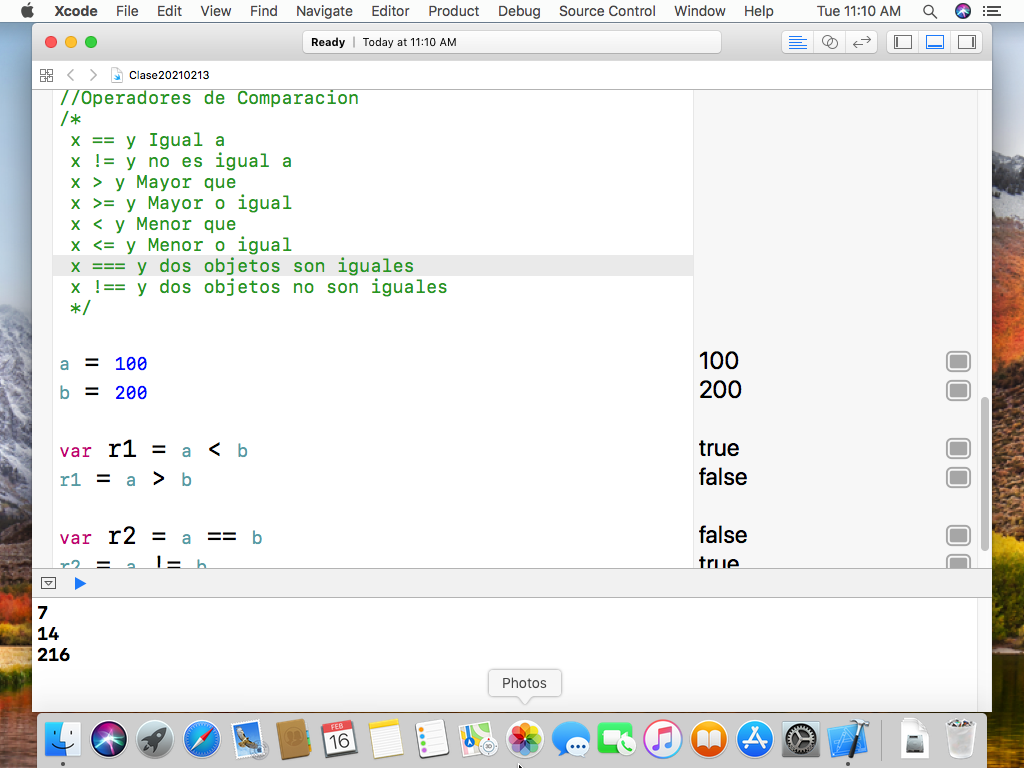 Xcode File Edit View Find Navigate Editor Product Debug Source Control Window Help Tue 11:10 AM
Ready | Today at 11:10 AM
Clase20210213
//Operadores de Comparacion
/*
x == y Igual a
x != y no es igual a
x > y Mayor que
x >= y Mayor o igual
x < y Menor que
x <= y Menor o igual
x === y dos objetos son iguales
x !== y dos objetos no son iguales
*/
a = 100 100
b = 200 200
var r1 = a < b true
r1 = a > b false
var r2 = a == b false
r2 = a != b true
7
14
216
Photos
FEB
16